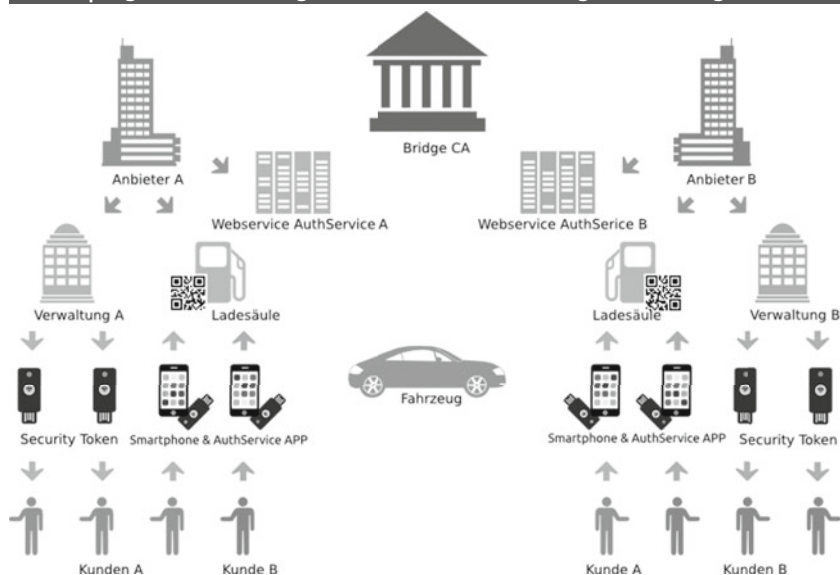 Bridge CA
Anbieter A
Anbieter B
Webservice AuthService A
Webservice AuthSerice B
Verwaltung A
Ladesäule
Ladesäule
Verwaltung B
Fahrzeug
Security Token
Smartphone & AuthService APP
Smartphone & AuthService APP
Security Token
Kunden A
Kunde B
Kunde A
Kunden B